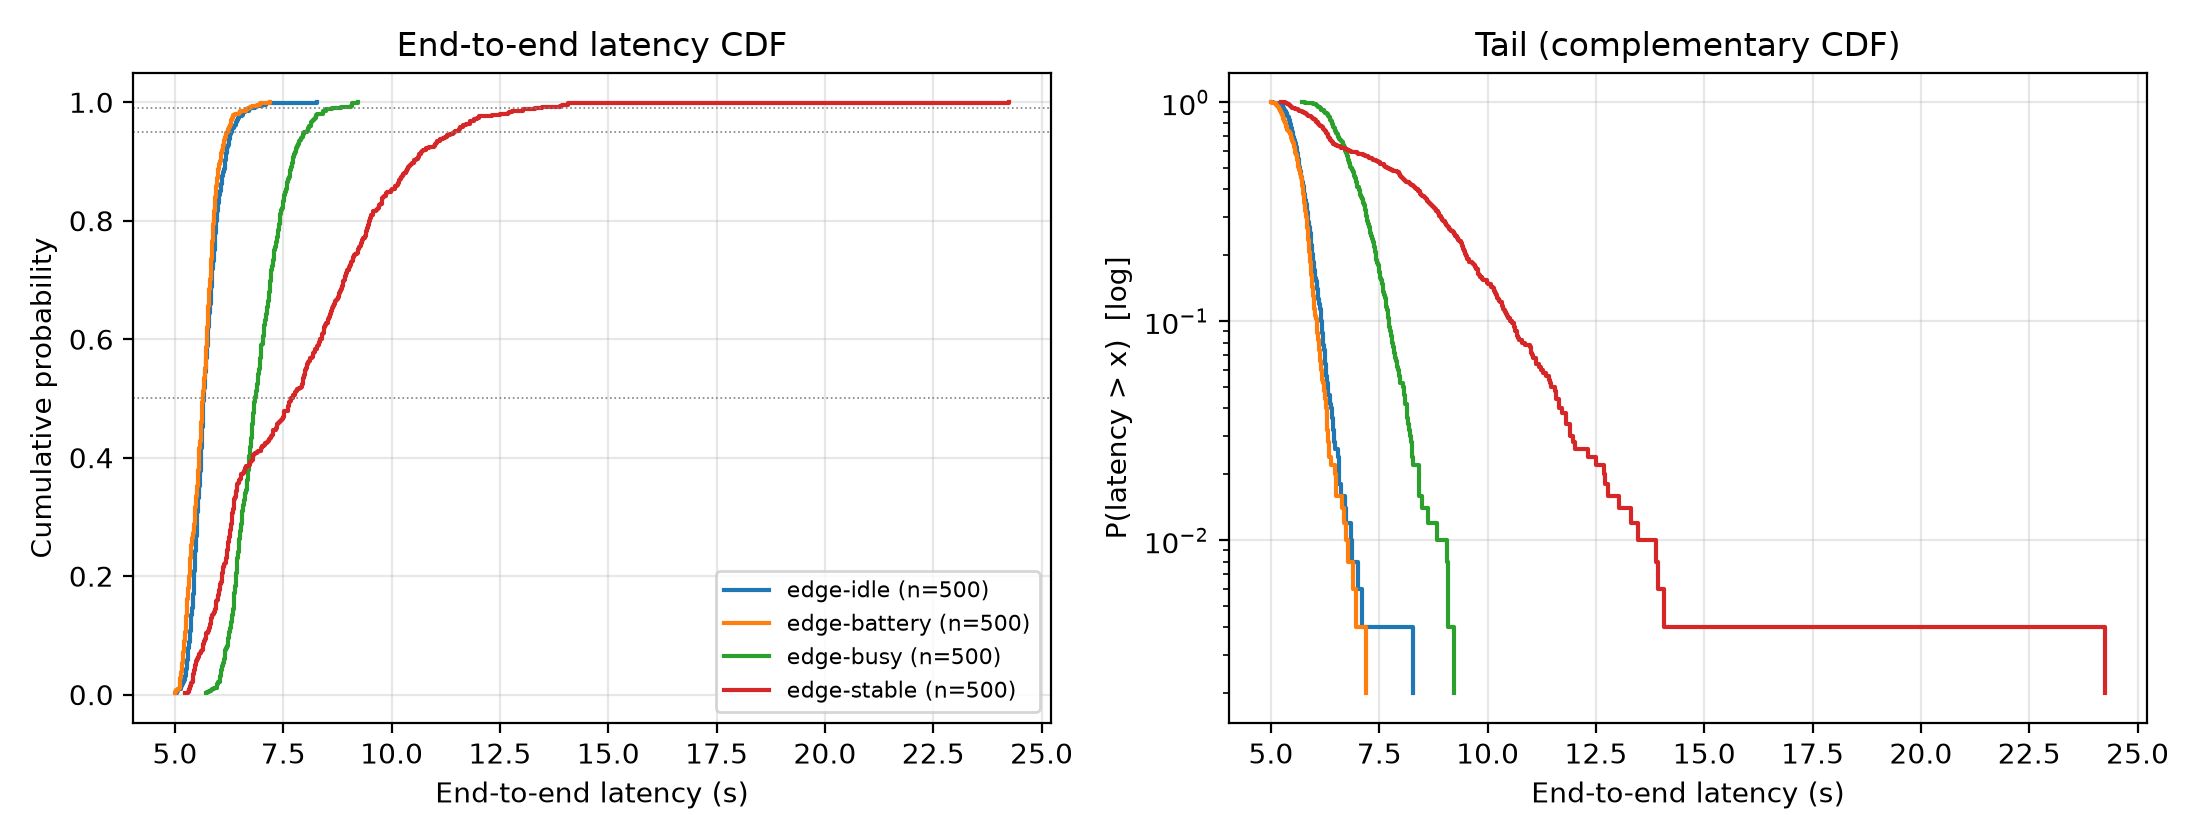 End-to-end latency CDF
Cumulative probability
1.0
0.8
0.6
0.4
0.2
0.0
edge-idle (n=500)
edge-battery (n=500)
edge-busy (n=500)
edge-stable (n=500)
5.0 7.5 10.0 12.5 15.0 17.5 20.0 22.5 25.0
End-to-end latency (s)
Tail (complementary CDF)
P(latency > x) [log]
10⁰
10⁻¹
10⁻²
5.0 7.5 10.0 12.5 15.0 17.5 20.0 22.5 25.0
End-to-end latency (s)